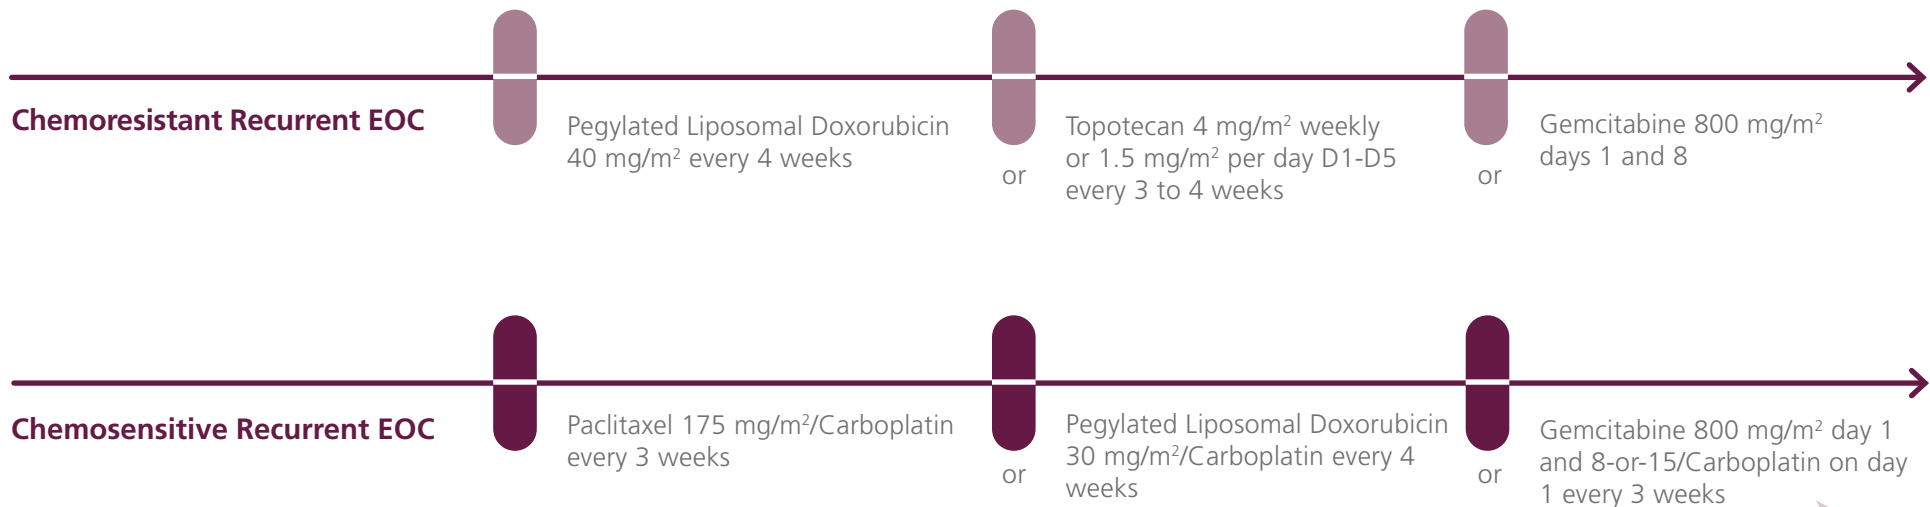 Chemoresistant Recurrent EOC
Pegylated Liposomal Doxorubicin
40 mg/m² every 4 weeks
or
Topotecan 4 mg/m² weekly
or 1.5 mg/m² per day D1-D5
every 3 to 4 weeks
or
Gemcitabine 800 mg/m²
days 1 and 8
Chemosensitive Recurrent EOC
Paclitaxel 175 mg/m²/Carboplatin
every 3 weeks
or
Pegylated Liposomal Doxorubicin
30 mg/m²/Carboplatin every 4
weeks
or
Gemcitabine 800 mg/m² day 1
and 8-or-15/Carboplatin on day
1 every 3 weeks